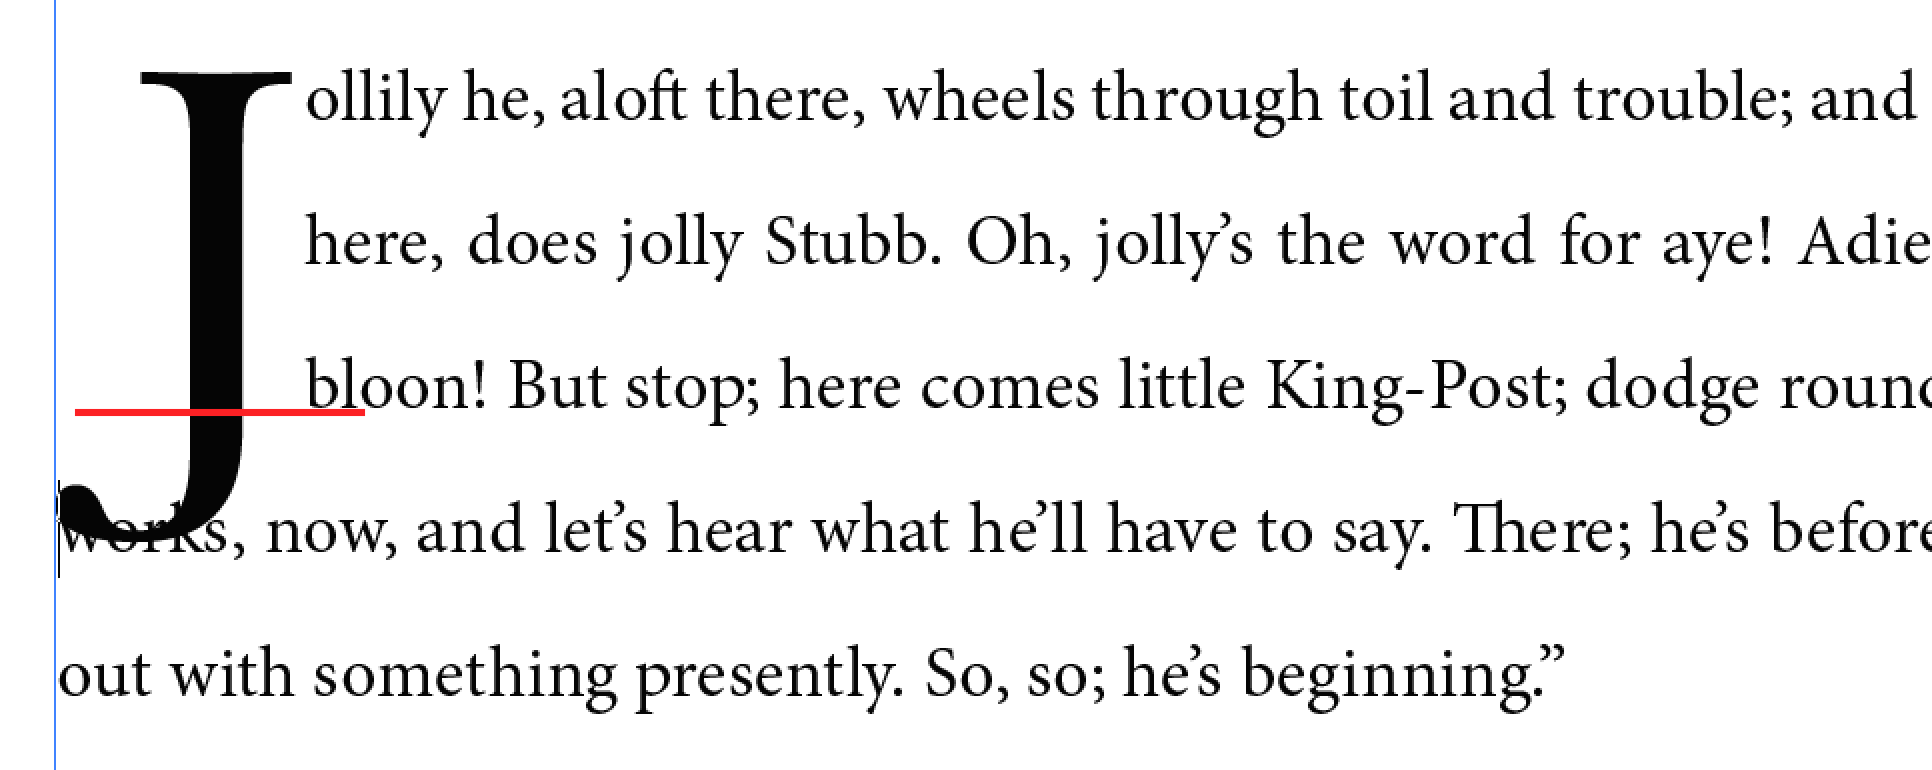 Jollily he, aloft there, wheels through toil and trouble; and
here, does jolly Stubb. Oh, jolly’s the word for aye! Adie
bloon! But stop; here comes little King-Post; dodge round
works, now, and let’s hear what he’ll have to say. There; he’s before
out with something presently. So, so; he’s beginning.”